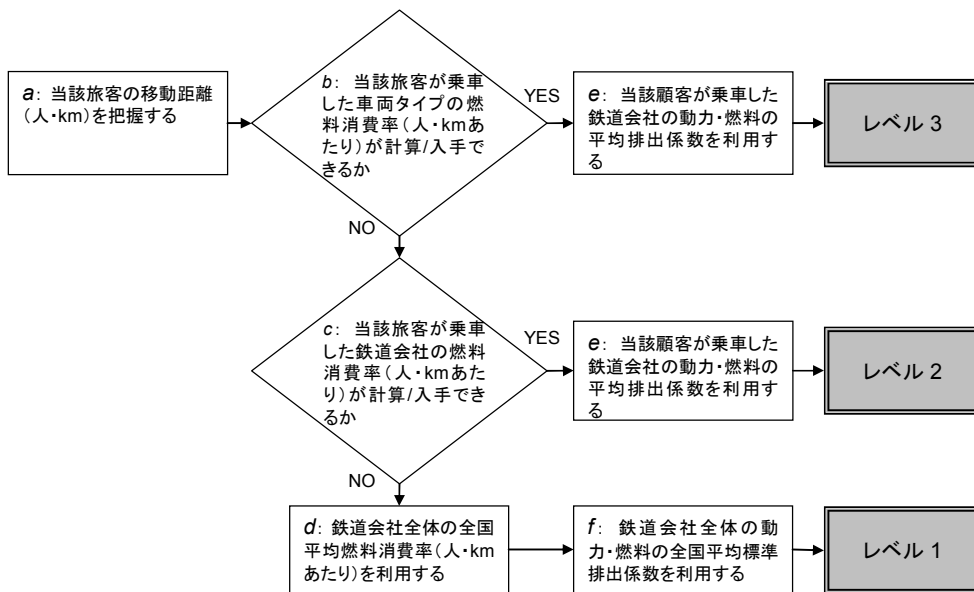 a: 当該旅客の移動距離
(人・km)を把握する
b: 当該旅客が乗車
した車両タイプの燃
料消費率(人・kmあ
たり)が計算/入手で
きるか
YES
e: 当該顧客が乗車した
鉄道会社の動力・燃料の
平均排出係数を利用す
る
レベル 3
NO
c: 当該旅客が乗車
した鉄道会社の燃料
消費率(人・kmあた
り)が計算/入手でき
るか
YES
e: 当該顧客が乗車した
鉄道会社の動力・燃料の
平均排出係数を利用す
る
レベル 2
NO
d: 鉄道会社全体の全国
平均燃料消費率(人・km
あたり)を利用する
f: 鉄道会社全体の動
力・燃料の全国平均標準
排出係数を利用する
レベル 1